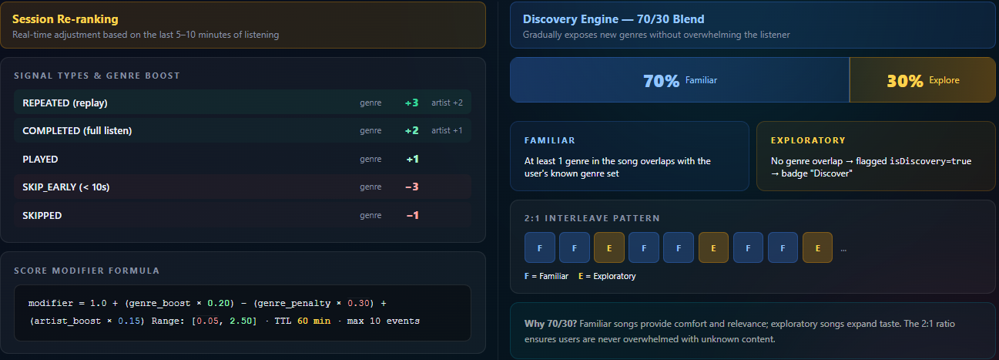 Session Re-ranking
Real-time adjustment based on the last 5–10 minutes of listening
SIGNAL TYPES & GENRE BOOST
REPEATED (replay) genre +3 artist +2
COMPLETED (full listen) genre +2 artist +1
PLAYED genre +1
SKIP_EARLY (< 10s) genre −3
SKIPPED genre −1
SCORE MODIFIER FORMULA
modifier = 1.0 + (genre_boost × 0.20) − (genre_penalty × 0.30) +
(artist_boost × 0.15) Range: [0.05, 2.50] · TTL 60 min · max 10 events
Discovery Engine — 70/30 Blend
Gradually exposes new genres without overwhelming the listener
70% Familiar
30% Explore
FAMILIAR
At least 1 genre in the song overlaps with the
user's known genre set
EXPLORATORY
No genre overlap → flagged isDiscovery=true
→ badge "Discover"
2:1 INTERLEAVE PATTERN
F F E F F E F F E ...
F = Familiar E = Exploratory
Why 70/30? Familiar songs provide comfort and relevance; exploratory songs expand taste. The 2:1 ratio
ensures users are never overwhelmed with unknown content.